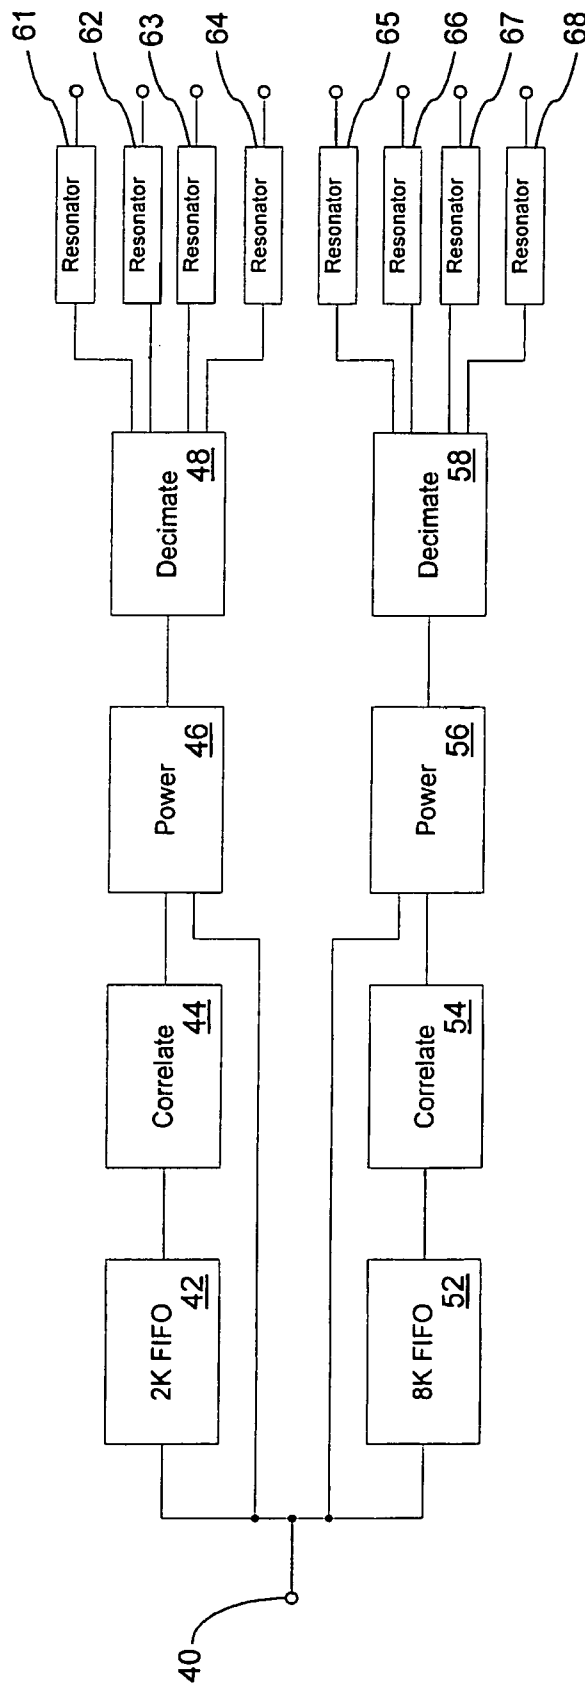 61
62
63
64
65
66
67
68
Resonator
Resonator
Resonator
Resonator
Resonator
Resonator
Resonator
Resonator
Decimate
48
Decimate
58
Power
46
Power
56
Correlate
44
Correlate
54
2K FIFO
42
8K FIFO
52
40